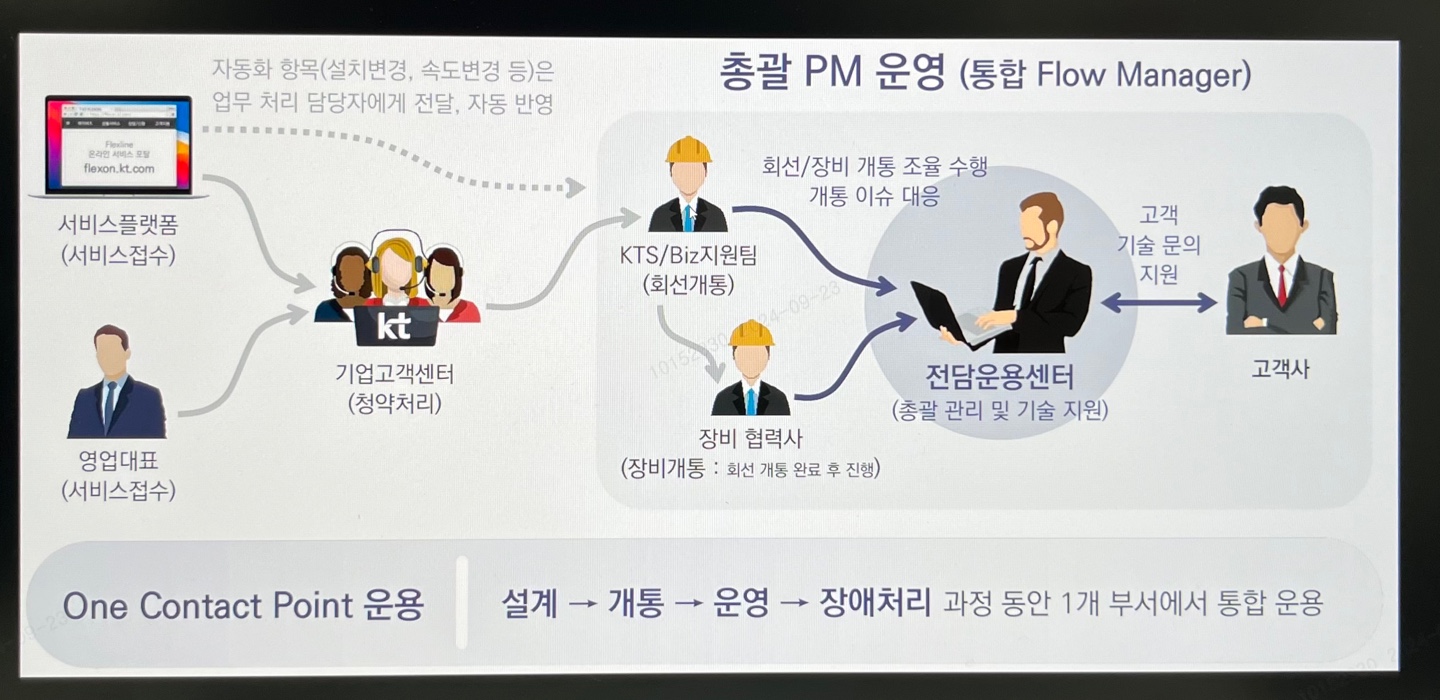 자동화 항목(설치변경, 속도변경 등)은
업무 처리 담당자에게 전달, 자동 반영
총괄 PM 운영 (통합 Flow Manager)
Flexline
온라인 서비스 포탈
flexon.kt.com
서비스플랫폼
(서비스접수)
영업대표
(서비스접수)
kt
기업고객센터
(청약처리)
KTS/Biz지원팀
(회선개통)
회선/장비 개통 조율 수행
개통 이슈 대응
장비 협력사
(장비개통 : 회선 개통 완료 후 진행)
전담운용센터
(총괄 관리 및 기술 지원)
고객
기술 문의
지원
고객사
One Contact Point 운용
설계 → 개통 → 운영 → 장애처리 과정 동안 1개 부서에서 통합 운용